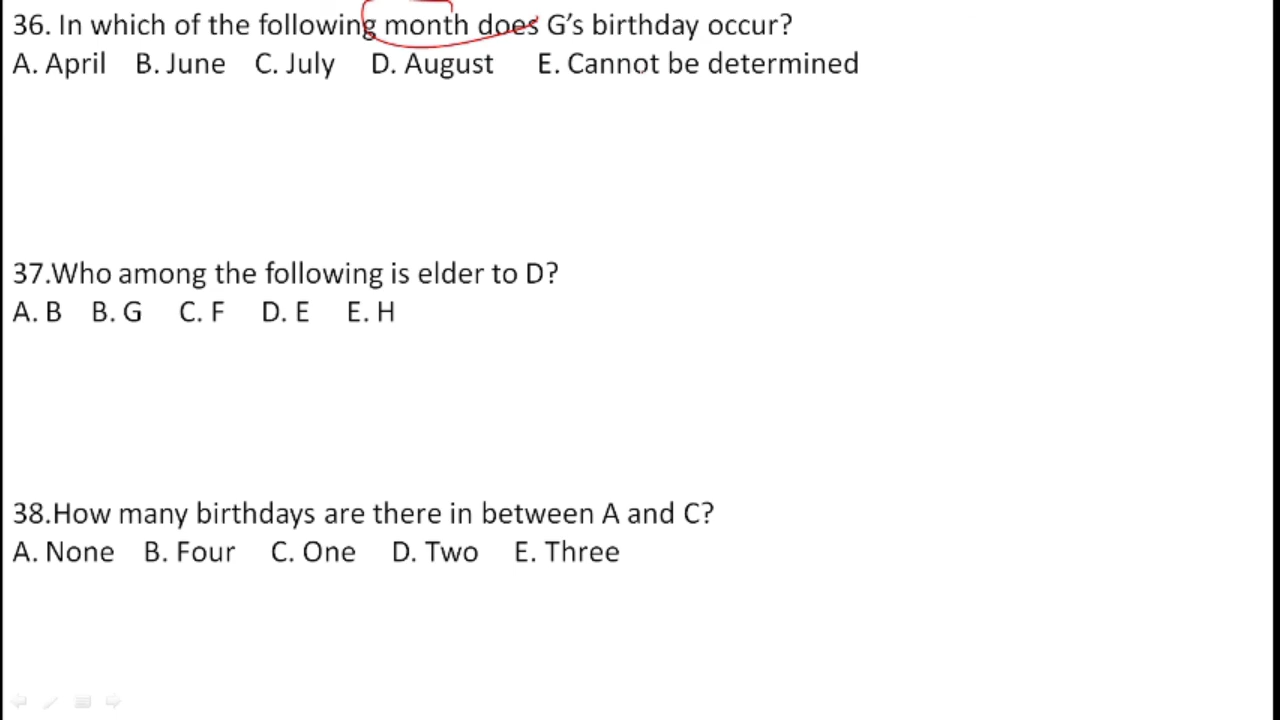 36. In which of the following month does G’s birthday occur?
A. April B. June C. July D. August E. Cannot be determined
37.Who among the following is elder to D?
A. B B. G C. F D. E E. H
38.How many birthdays are there in between A and C?
A. None B. Four C. One D. Two E. Three